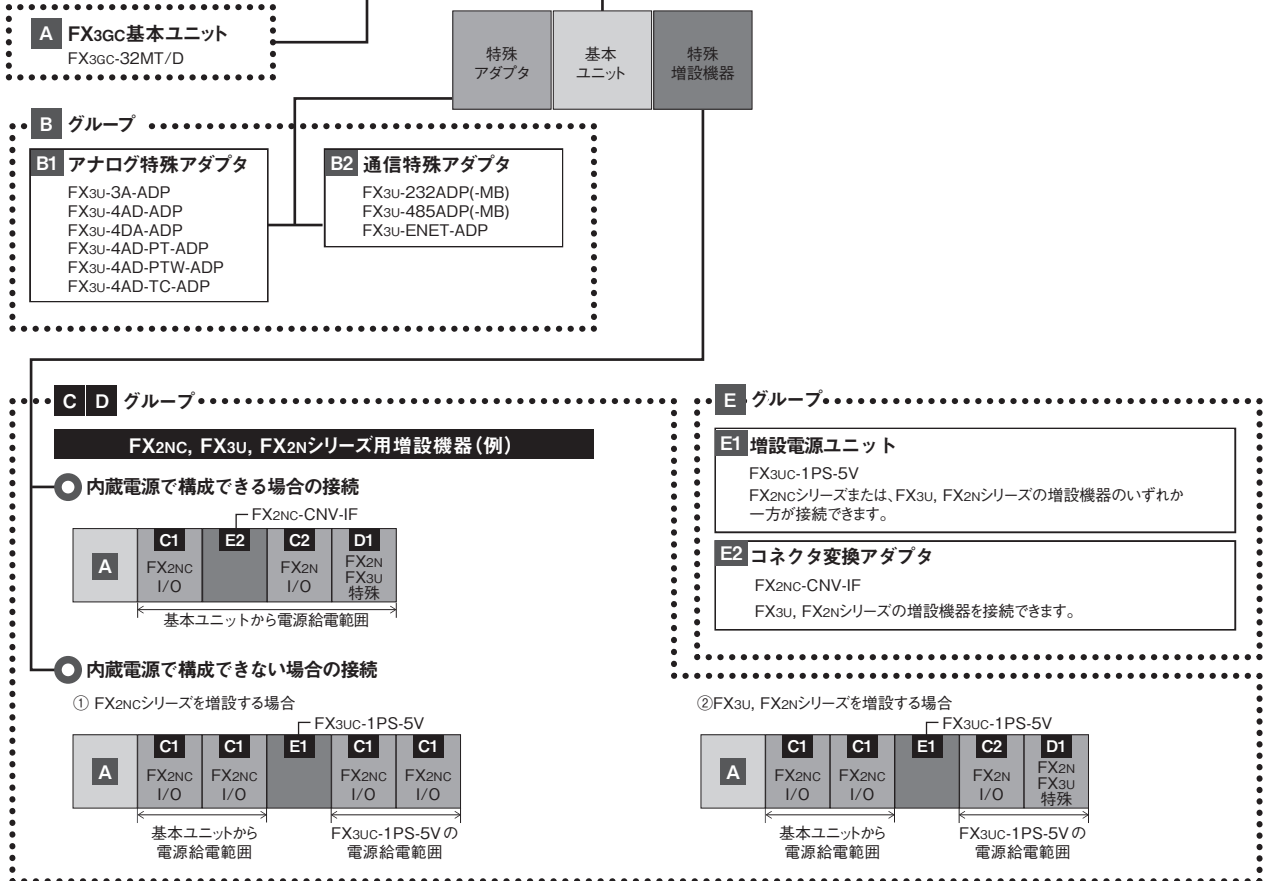 A FX3GC基本ユニット
FX3GC-32MT/D
特殊
アダプタ
基本
ユニット
特殊
増設機器
B グループ
B1 アナログ特殊アダプタ
FX3U-3A-ADP
FX3U-4AD-ADP
FX3U-4DA-ADP
FX3U-4AD-PT-ADP
FX3U-4AD-PTW-ADP
FX3U-4AD-TC-ADP
B2 通信特殊アダプタ
FX3U-232ADP(-MB)
FX3U-485ADP(-MB)
FX3U-ENET-ADP
C D グループ
FX2NC, FX3U, FX2Nシリーズ用増設機器(例)
内蔵電源で構成できる場合の接続
FX2NC-CNV-IF
A
C1
FX2NC
I/O
E2
C2
FX2N
I/O
D1
FX2N
FX3U
特殊
基本ユニットから電源給電範囲
内蔵電源で構成できない場合の接続
① FX2NCシリーズを増設する場合
FX3UC-1PS-5V
A
C1
FX2NC
I/O
C1
FX2NC
I/O
E1
C1
FX2NC
I/O
C1
FX2NC
I/O
基本ユニットから
電源給電範囲
FX3UC-1PS-5Vの
電源給電範囲
E グループ
E1 増設電源ユニット
FX3UC-1PS-5V
FX2NCシリーズまたは、FX3U, FX2Nシリーズの増設機器のいずれか
一方が接続できます。
E2 コネクタ変換アダプタ
FX2NC-CNV-IF
FX3U, FX2Nシリーズの増設機器を接続できます。
②FX3U, FX2Nシリーズを増設する場合
FX3UC-1PS-5V
A
C1
FX2NC
I/O
C1
FX2NC
I/O
E1
C2
FX2N
I/O
D1
FX2N
FX3U
特殊
基本ユニットから
電源給電範囲
FX3UC-1PS-5Vの
電源給電範囲